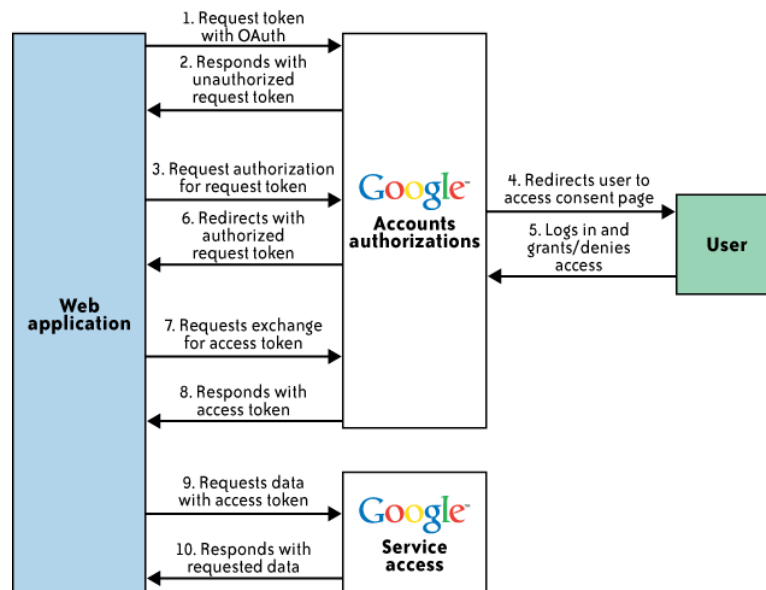 1. Request token
with OAuth
2. Responds with
unauthorized
request token
3. Request authorization
for request token
6. Redirects with
authorized
request token
Google™
Accounts
authorizations
4. Redirects user to
access consent page
5. Logs in and
grants/denies
access
User
Web
application
7. Requests exchange
for access token
8. Responds with
access token
9. Requests data
with access token
10. Responds with
requested data
Google™
Service
access